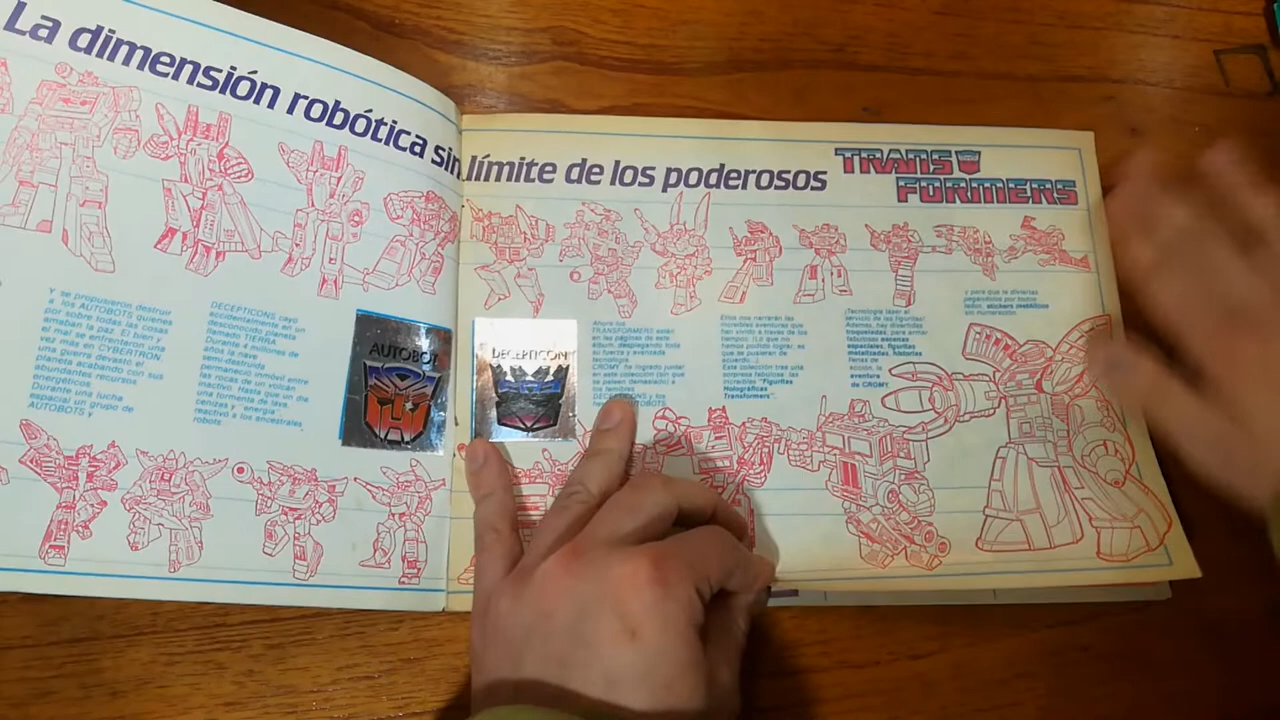 La dimensión robótica sin límite de los poderosos
TRANS
FORMERS
Y se propusieron destruir
a los AUTOBOTS quienes
por sobre todas las cosas
amaban la paz. El bien y
el mal se enfrentaron una
vez más en CYBERTRON
una guerra devastó el
planeta acabando con sus
abundantes recursos
energéticos
Durante una lucha
espacial un grupo de
AUTOBOTS y
DECEPTICONS cayó
accidentalmente en un
desconocido planeta
llamado TIERRA
Durante 4 millones de
años la nave
semi-destruida
permaneció inmóvil entre
las rocas de un volcán
inactivo. Hasta que un día
una tormenta de lava,
cenizas y "energía"
reactivó a los ancestrales
robots
AUTOBOT
DECEPTICON
Ahora los
TRANSFORMERS están
en las páginas de este
álbum, desplegando toda
su fuerza y avanzada
tecnología
CROMY ha logrado juntar
en esta colección (sin que
se peleen demasiado) a
los temibles
DECEPTICONS y los
AUTOBOTS
Ellos nos narrarán las
increíbles aventuras que
han vivido a través de los
tiempos. (Lo que no
hemos podido lograr, es
que se pusieran de
acuerdo...)
Esta colección trae una
sorpresa fabulosa: las
increíbles "Figuritas
Holográficas
Transformers".
¡Tecnología laser al
servicio de las figuritas!
Además, hay divertidas
troqueladas, para armar
fabulosas escenas
espaciales, figuritas
metalizadas, historias
llenas de
acción, la
aventura
de CROMY
y para que te diviertas
pegándolos por todos
lados, stickers metálicos
sin numeración.